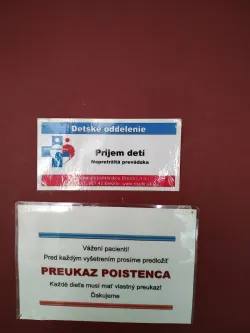 Detské oddelenie
Príjem detí
Nepretržitá prevádzka
Vážení pacienti!
Pred každým vyšetrením prosíme predložiť
PREUKAZ POISTENCA
Každé dieťa musí mať vlastný preukaz!
Ďakujeme